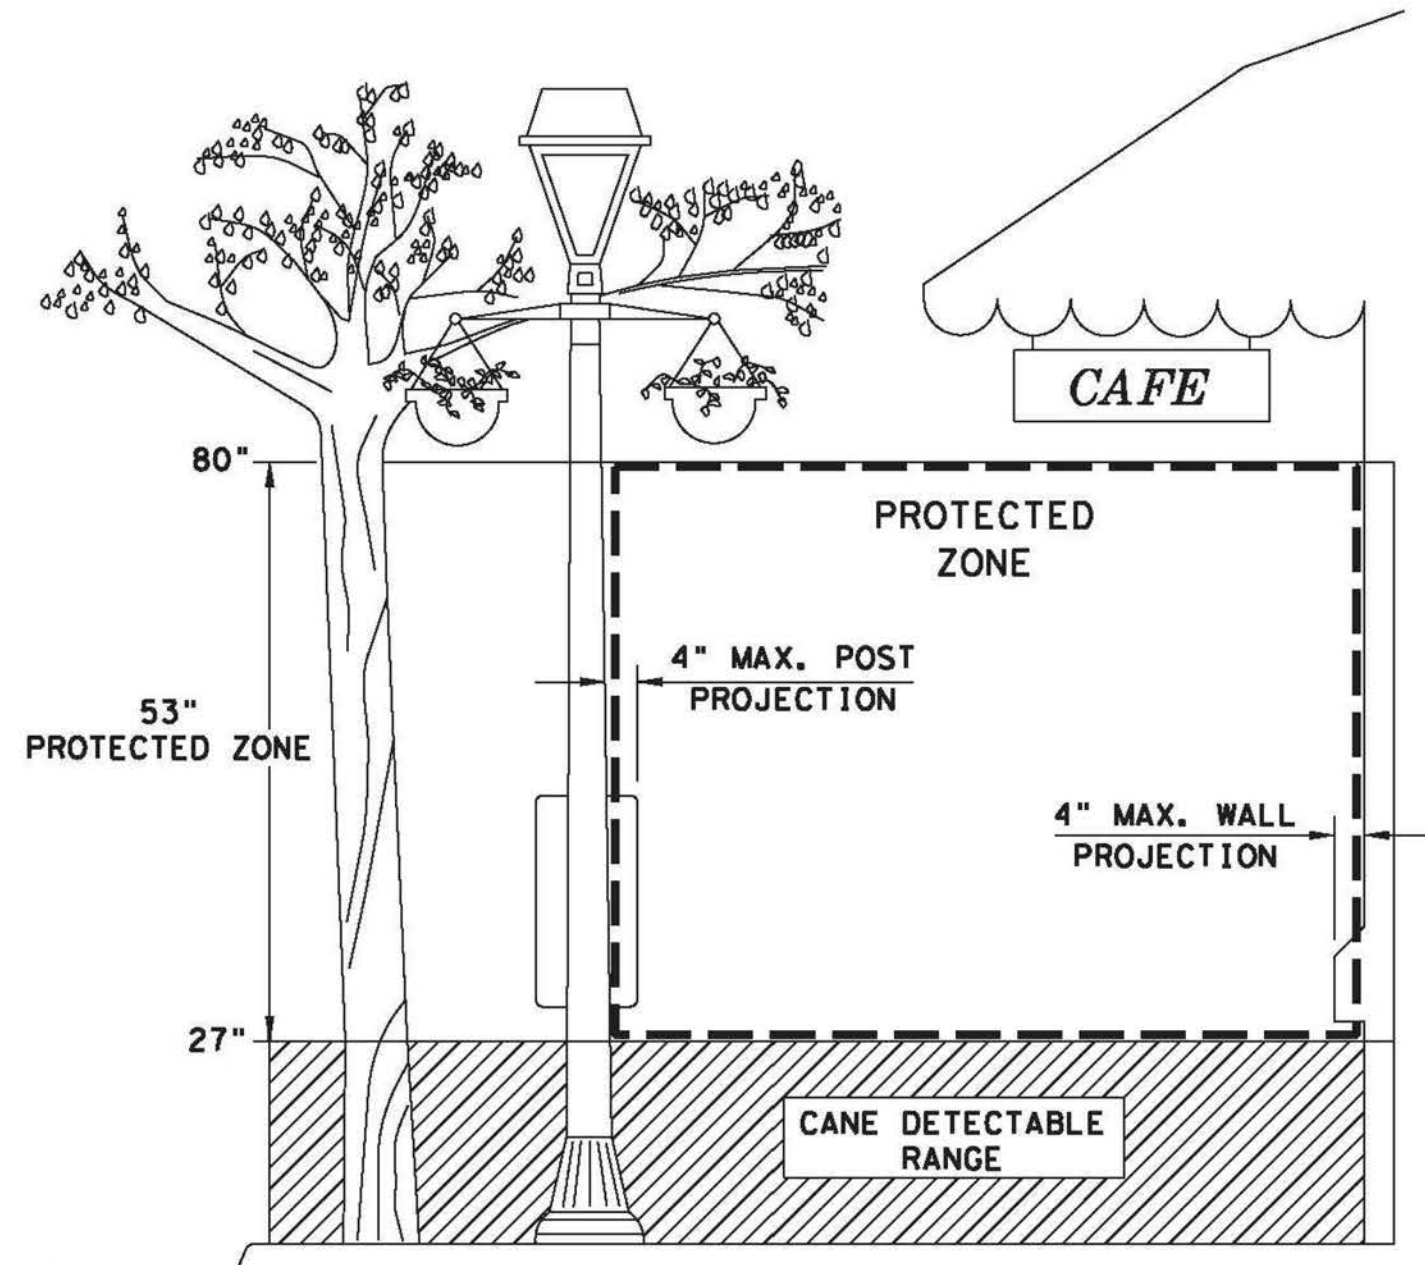 CAFE
80"
PROTECTED
ZONE
4" MAX. POST
PROJECTION
53"
PROTECTED ZONE
4" MAX. WALL
PROJECTION
27"
CANE DETECTABLE
RANGE